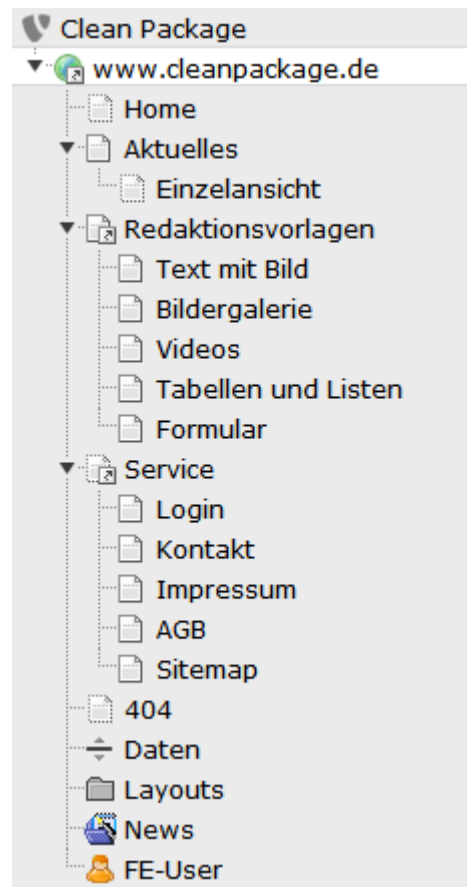 Clean Package
www.cleanpackage.de
Home
Aktuelles
Einzelansicht
Redaktionsvorlagen
Text mit Bild
Bildergalerie
Videos
Tabellen und Listen
Formular
Service
Login
Kontakt
Impressum
AGB
Sitemap
404
Daten
Layouts
News
FE-User